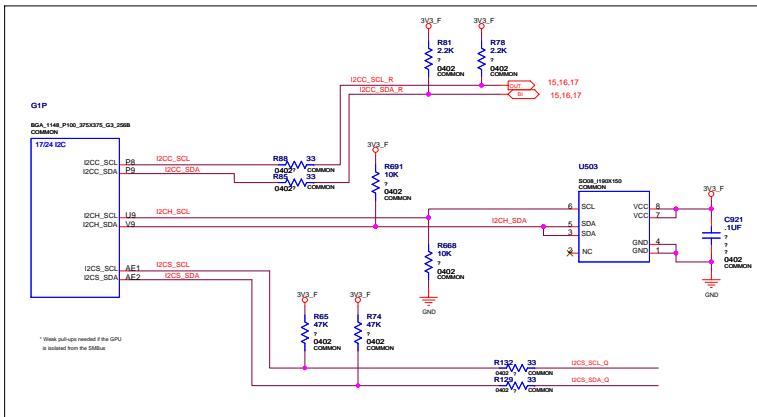 3V3_F
3V3_F
R81
2.2K
?
0402
COMMON
R78
2.2K
?
0402
COMMON
I2CC_SCL_R
OUT
15,16,17
I2CC_SDA_R
BI
15,16,17
G1P
BGA_1148_P100_375X375_G3_256B
COMMON
17/24 I2C
I2CC_SCL
P8
I2CC_SCL
I2CC_SDA
P9
I2CC_SDA
R88
33
0402
?
COMMON
R85
33
0402
?
COMMON
3V3_F
R691
10K
?
0402
COMMON
I2CH_SCL
U9
I2CH_SCL
I2CH_SDA
V9
I2CH_SDA
U503
SO08_I190X150
COMMON
6
SCL
VCC
8
VCC
7
5
SDA
3
SDA
GND
4
2
NC
GND
1
3V3_F
C921
.1UF
?
?
0402
COMMON
GND
R668
10K
?
0402
COMMON
GND
I2CS_SCL
AE1
I2CS_SCL
I2CS_SDA
AE2
I2CS_SDA
3V3_F
3V3_F
R65
47K
?
0402
COMMON
R74
47K
?
0402
COMMON
* Weak pull-ups needed if the GPU
is isolated from the SMBus
R132
33
0402
?
COMMON
I2CS_SCL_Q
R129
33
0402
?
COMMON
I2CS_SDA_Q